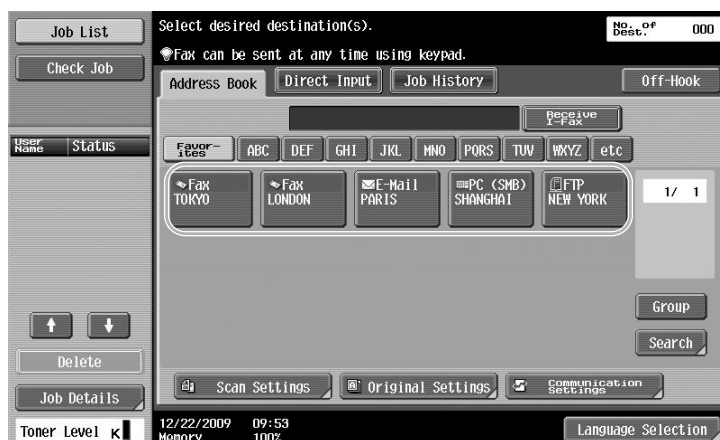 Job List
Check Job
User Name Status
Delete
Job Details
Toner Level K
Select desired destination(s).
No. of Dest. 000
Fax can be sent at any time using keypad.
Address Book Direct Input Job History Off-Hook
Receive I-Fax
Favor-ites ABC DEF GHI JKL MNO PQRS TUV WXYZ etc
Fax TOKYO
Fax LONDON
E-Mail PARIS
PC (SMB) SHANGHAI
FTP NEW YORK
1/ 1
Group
Search
Scan Settings Original Settings Communication Settings
12/22/2009 09:53
Memory 100%
Language Selection